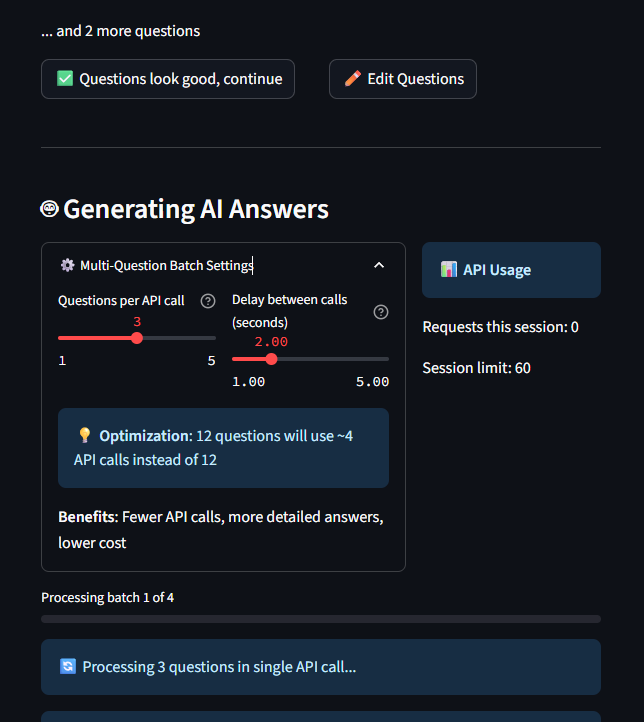 ... and 2 more questions
✅ Questions look good, continue
✏️ Edit Questions
Generating AI Answers
⚙️ Multi-Question Batch Settings
📊 API Usage
Questions per API call
Delay between calls
(seconds)
3
2.00
1
5
1.00
5.00
Requests this session: 0
Session limit: 60
💡 Optimization: 12 questions will use ~4
API calls instead of 12
Benefits: Fewer API calls, more detailed answers,
lower cost
Processing batch 1 of 4
🔄 Processing 3 questions in single API call...